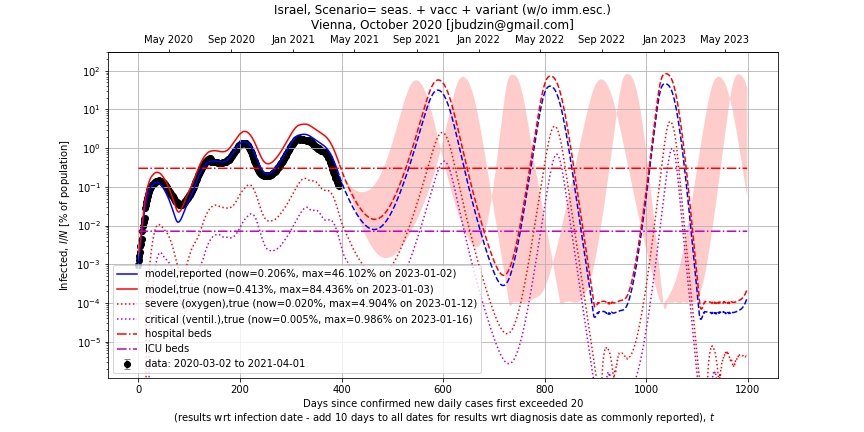 Israel, Scenario= seas. + vacc + variant (w/o imm.esc.)
Vienna, October 2020 [jbudzin@gmail.com]
May 2020 Sep 2020 Jan 2021 May 2021 Sep 2021 Jan 2022 May 2022 Sep 2022 Jan 2023 May 2023
10²
10¹
10⁰
10⁻¹
10⁻²
10⁻³
10⁻⁴
10⁻⁵
Infected, I/N [% of population]
model,reported (now=0.206%, max=46.102% on 2023-01-02)
model,true (now=0.413%, max=84.436% on 2023-01-03)
severe (oxygen),true (now=0.020%, max=4.904% on 2023-01-12)
critical (ventil.),true (now=0.005%, max=0.986% on 2023-01-16)
hospital beds
ICU beds
data: 2020-03-02 to 2021-04-01
0 200 400 600 800 1000 1200
Days since confirmed new daily cases first exceeded 20
(results wrt infection date - add 10 days to all dates for results wrt diagnosis date as commonly reported), t